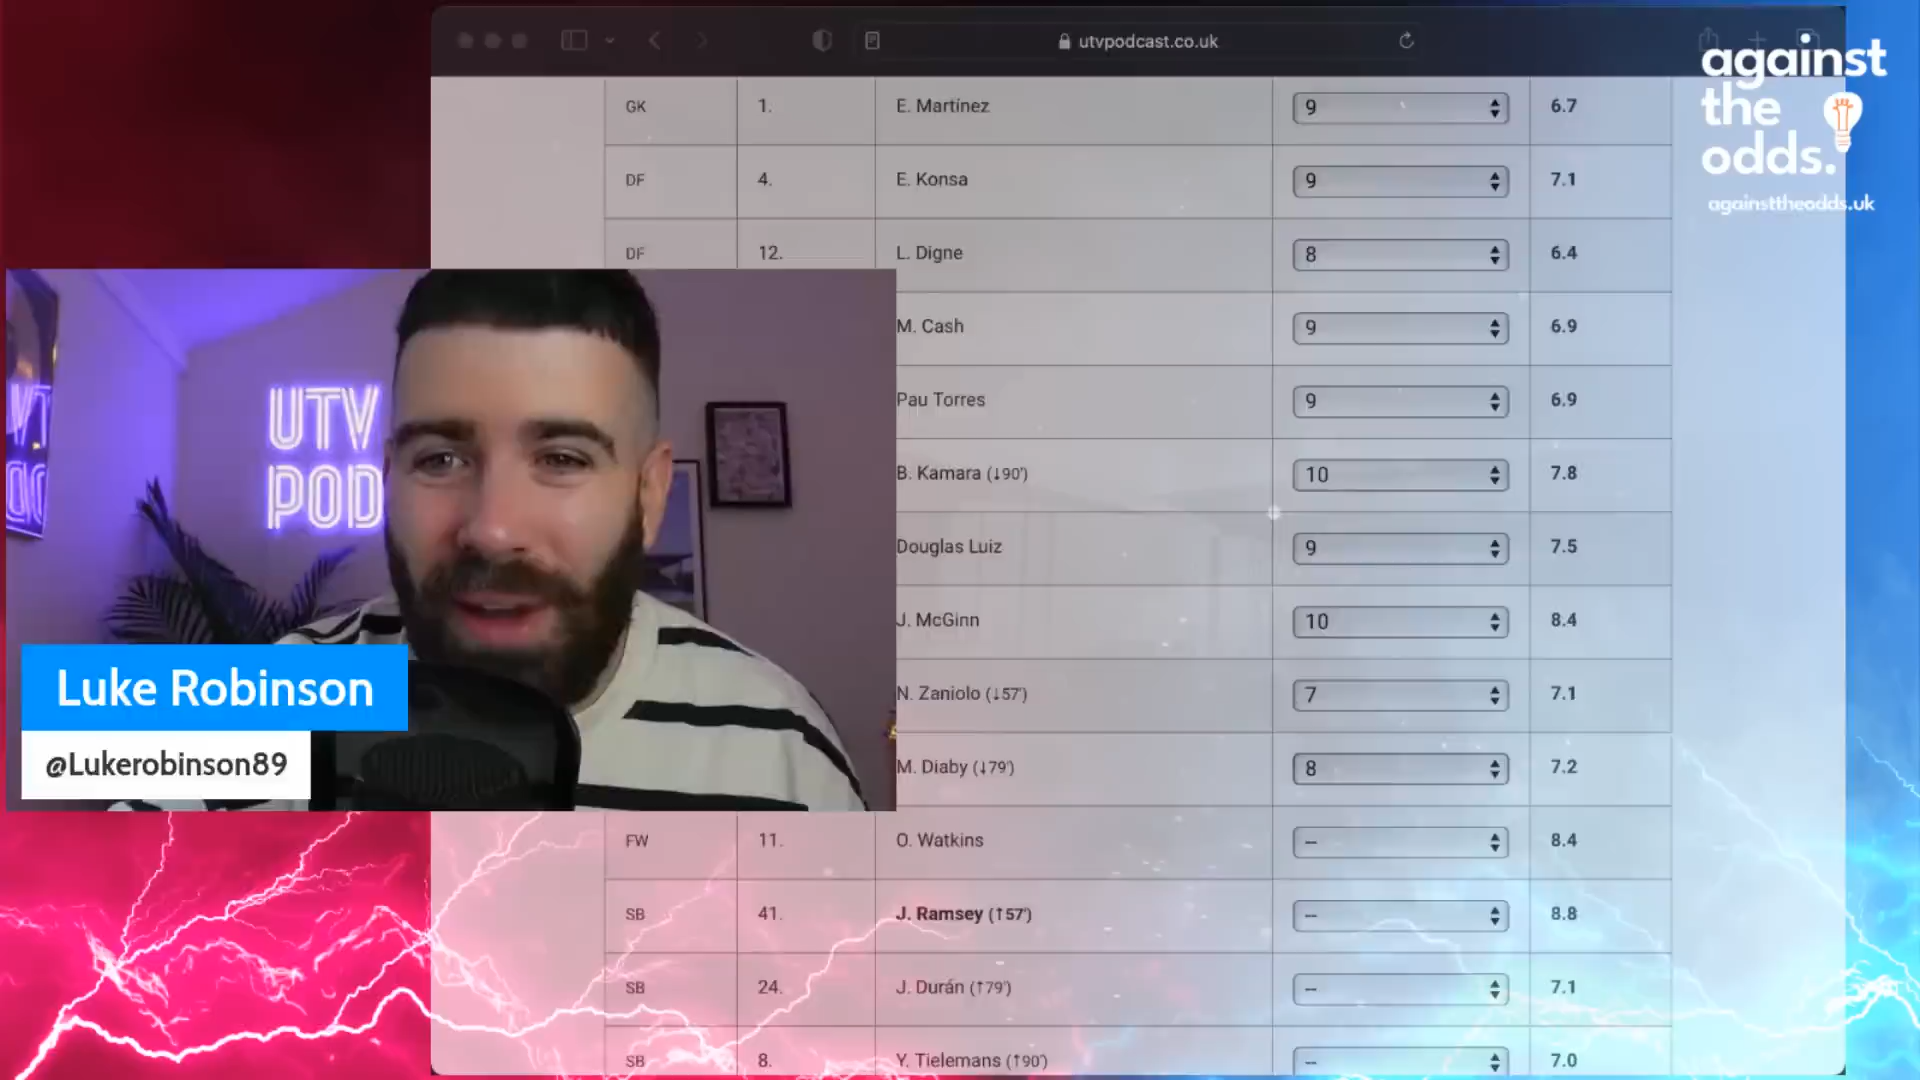 utvpodcast.co.uk
against
the
odds.
againsttheodds.uk
GK 1. E. Martínez 9 6.7
DF 4. E. Konsa 9 7.1
DF 12. L. Digne 8 6.4
M. Cash 9 6.9
Pau Torres 9 6.9
B. Kamara (↓90') 10 7.8
Douglas Luiz 9 7.5
J. McGinn 10 8.4
N. Zaniolo (↓57') 7 7.1
M. Diaby (↓79') 8 7.2
FW 11. O. Watkins -- 8.4
SB 41. J. Ramsey (↑57') -- 8.8
SB 24. J. Durán (↑79') -- 7.1
SB 8. Y. Tielemans (↑90') -- 7.0
UTV
POD
Luke Robinson
@Lukerobinson89